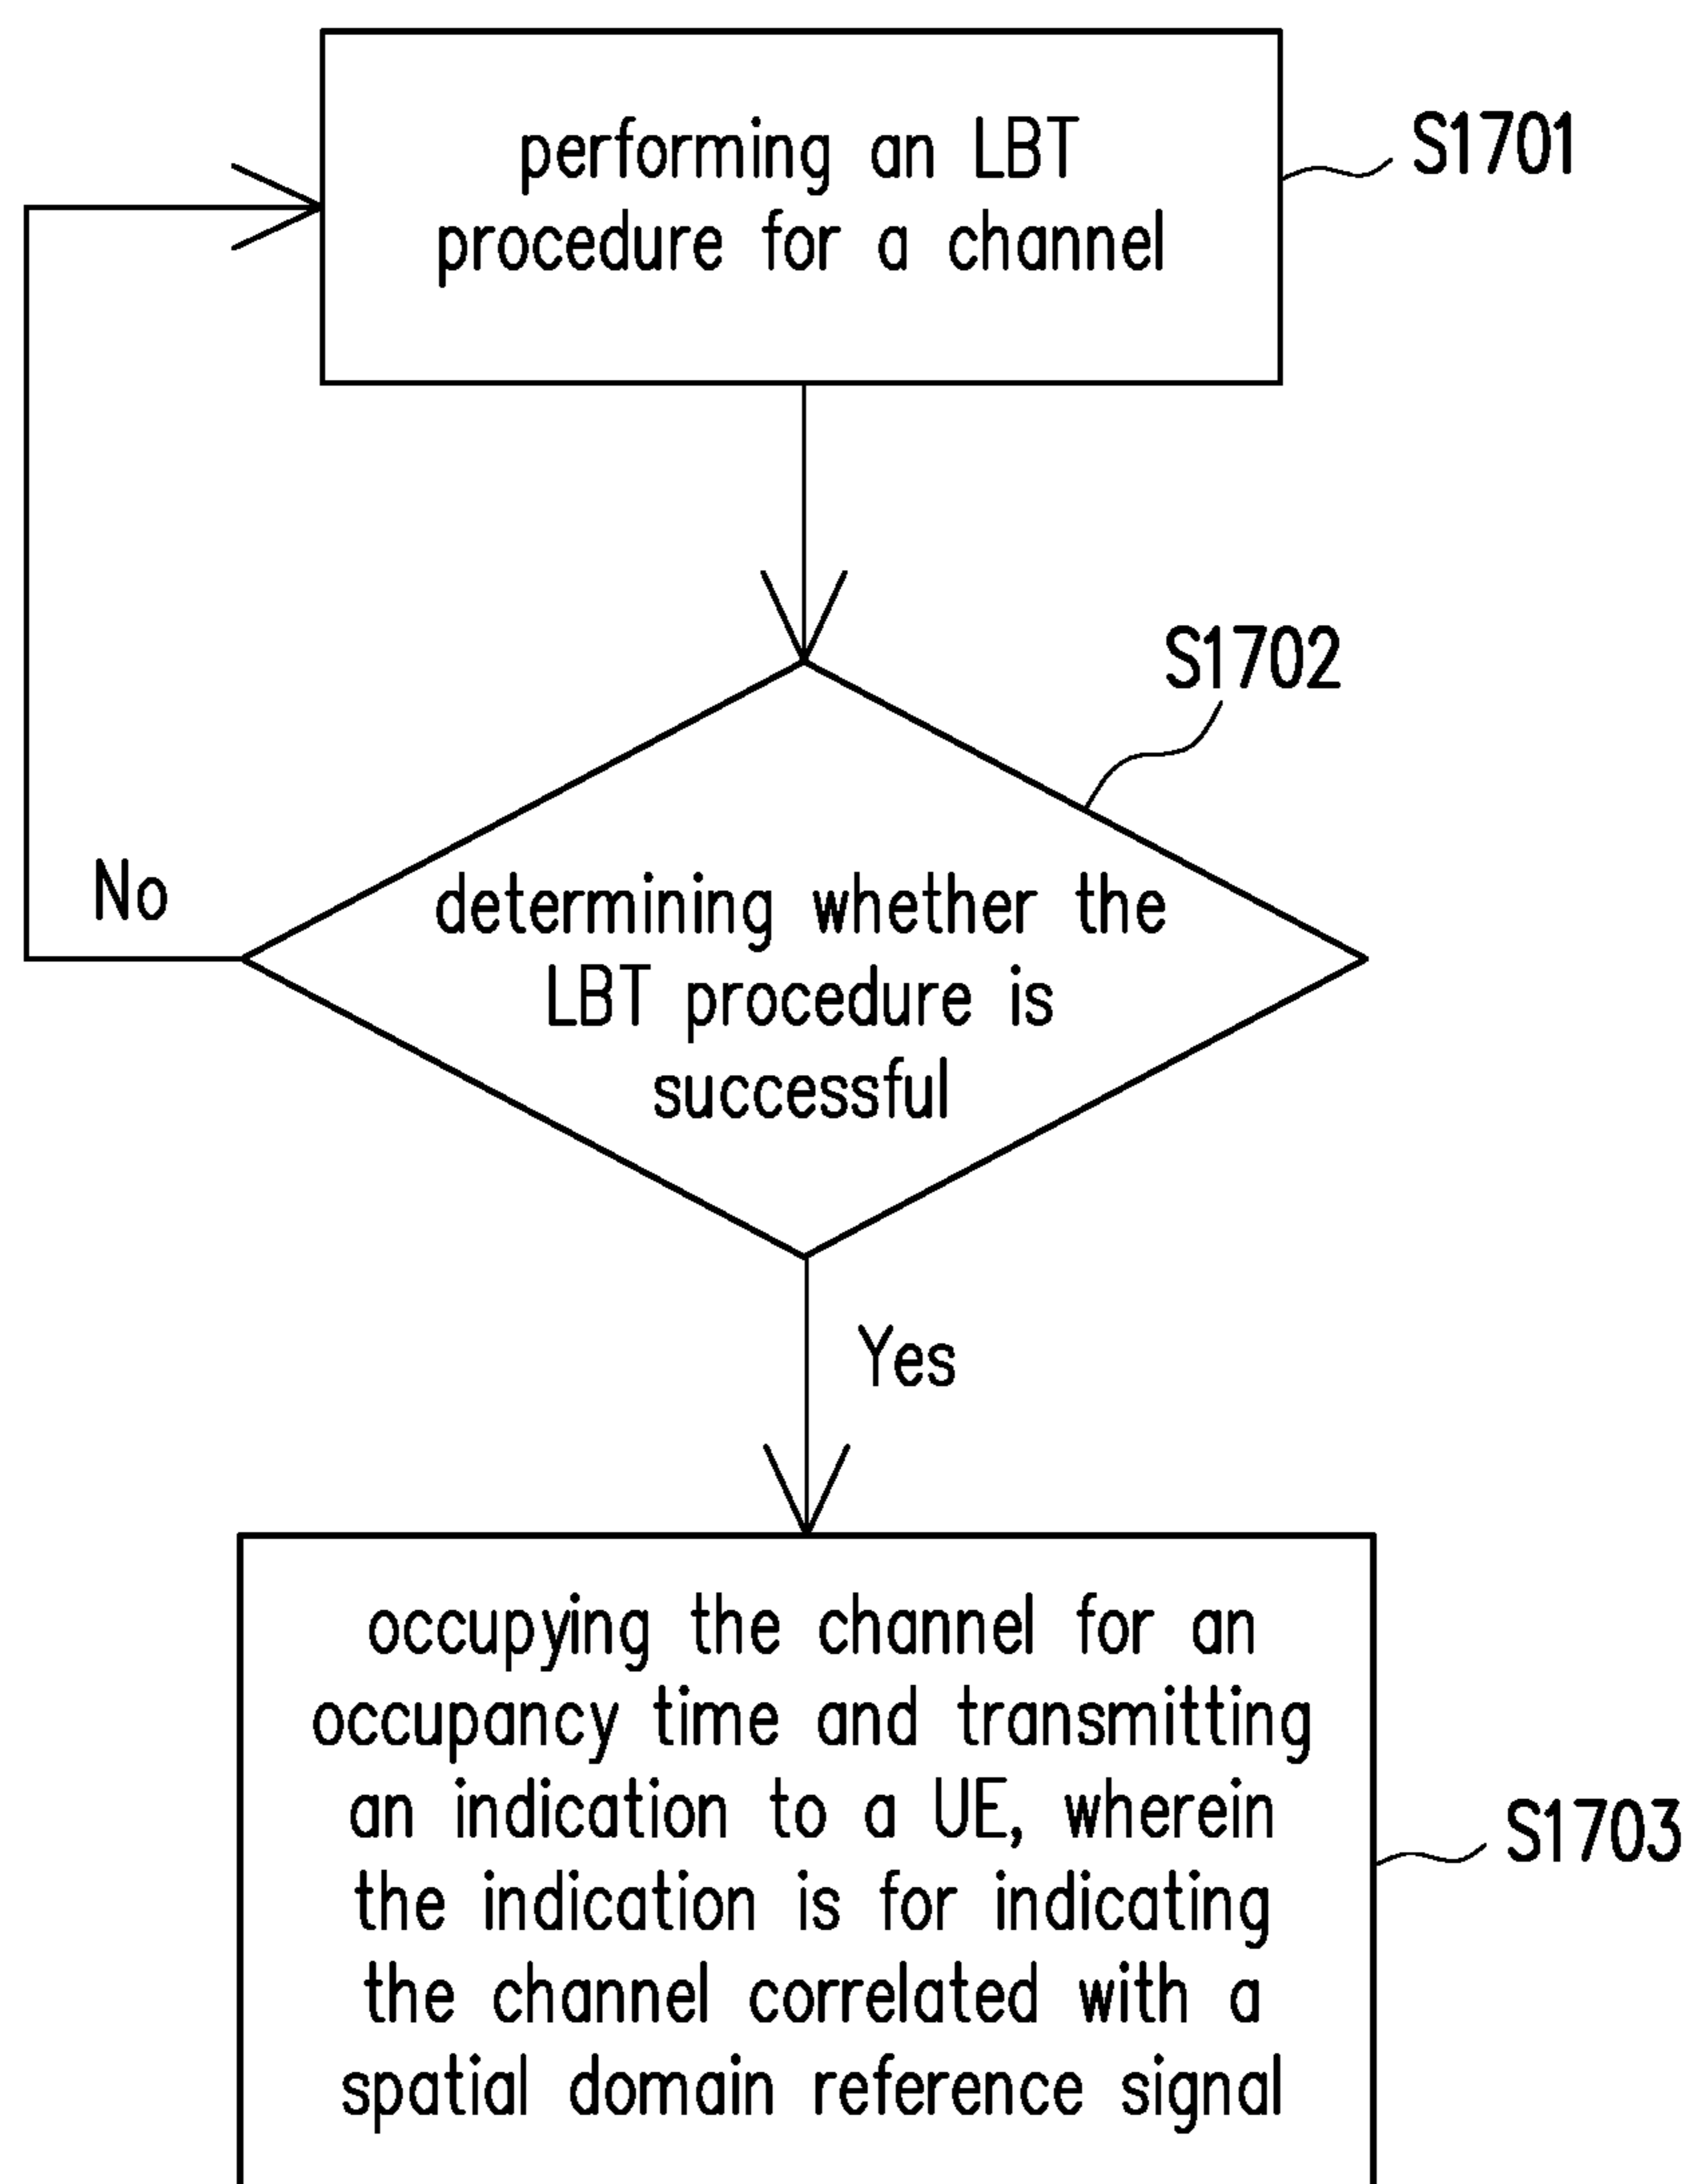 performing an LBT
procedure for a channel
S1701
S1702
determining whether the
LBT procedure is
successful
No
Yes
occupying the channel for an
occupancy time and transmitting
an indication to a UE, wherein
the indication is for indicating
the channel correlated with a
spatial domain reference signal
S1703